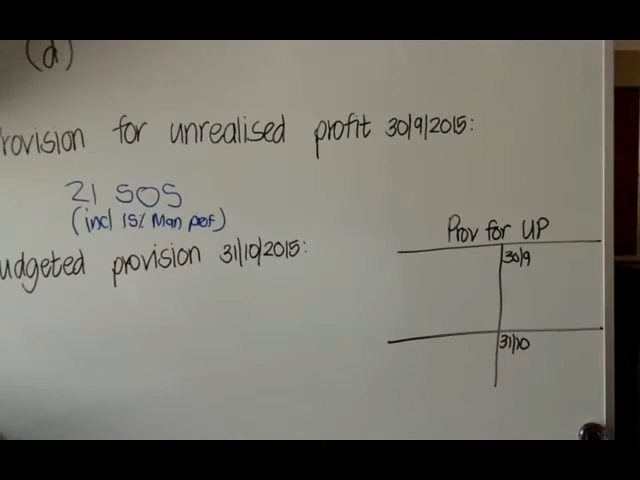 (d)
rovision for unrealised profit 30/9/2015:
21 505
(incl 15% Man prof)
udgeted provision 31/10/2015:
Prov for UP
30/9
31/10